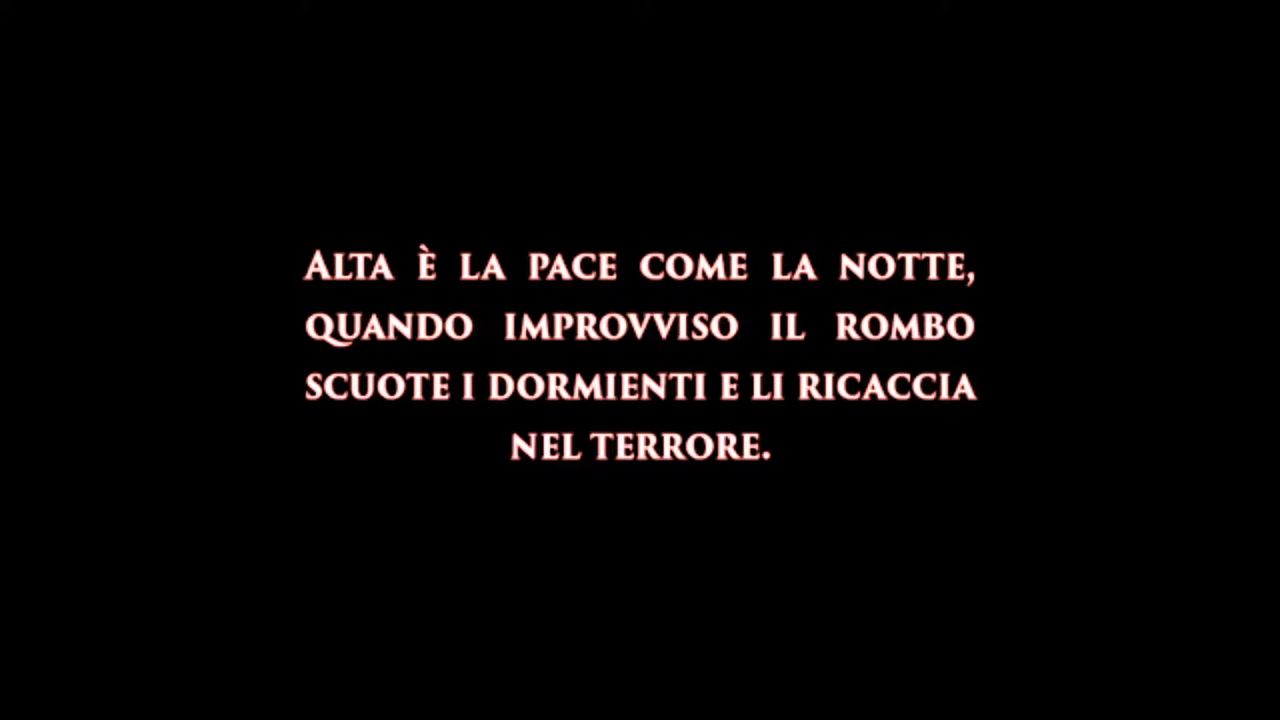 Alta è la pace come la notte,
quando improvviso il rombo
scuote i dormienti e li ricaccia
nel terrore.